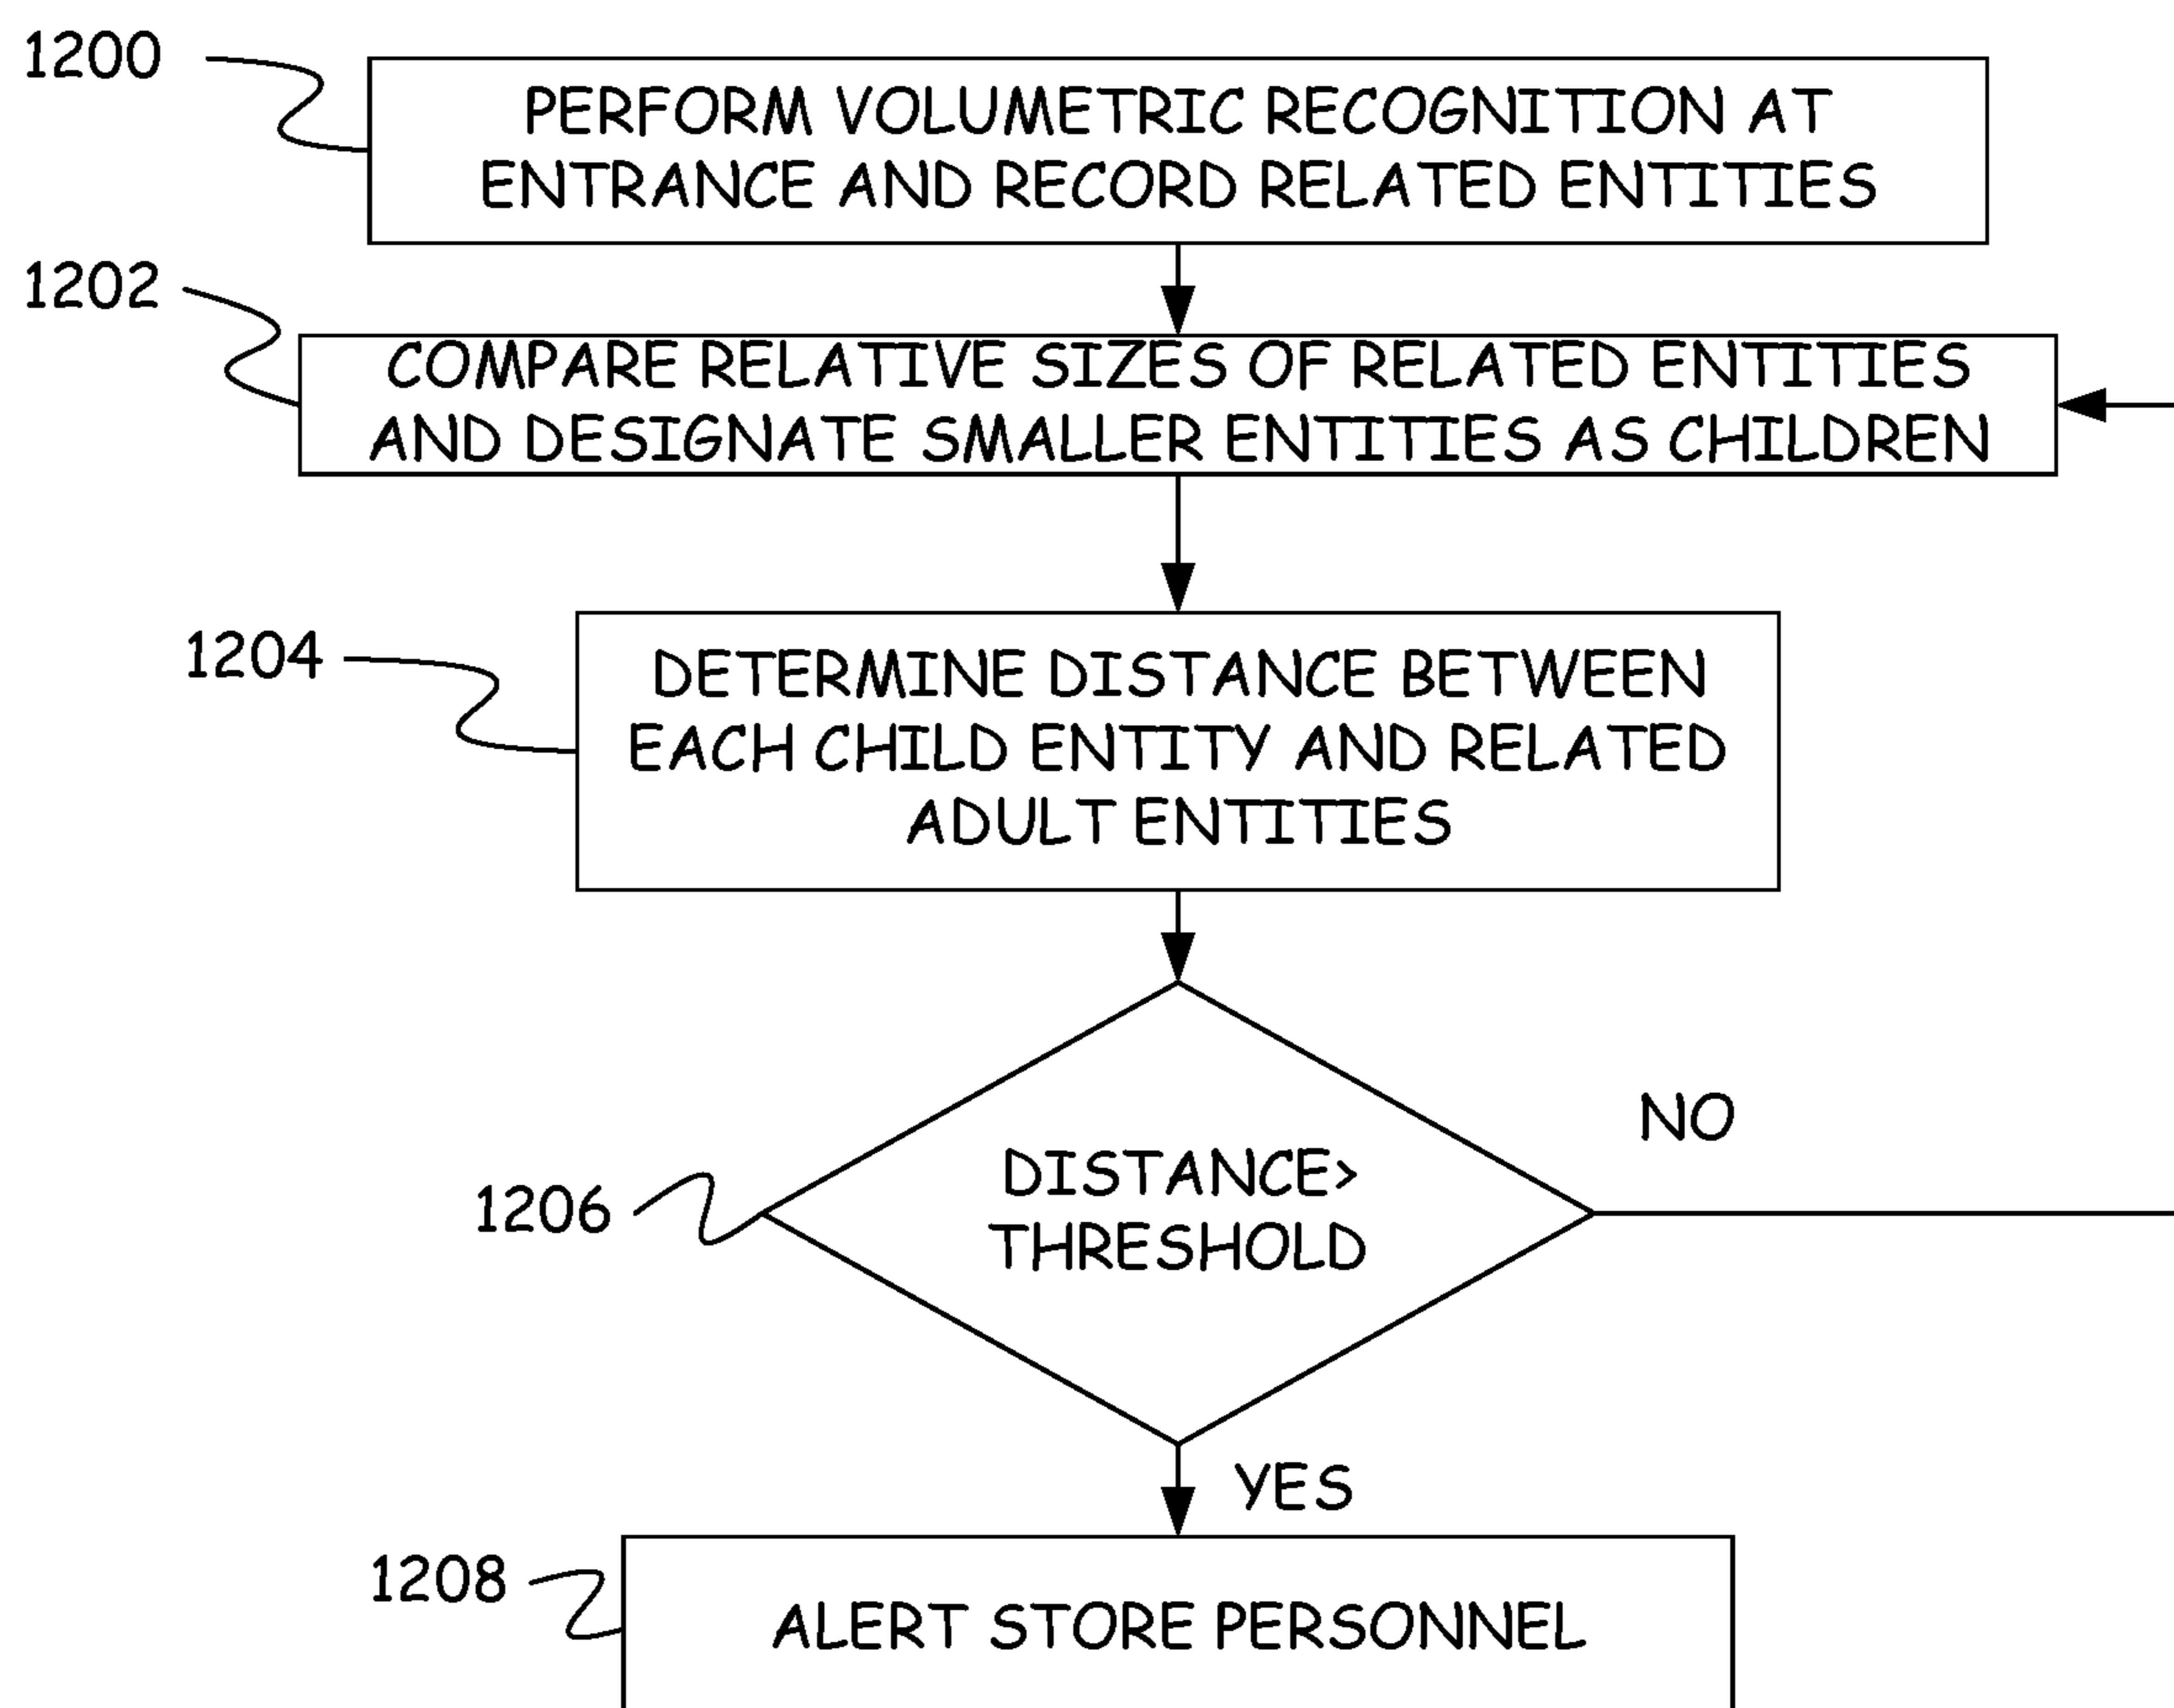 1200
PERFORM VOLUMETRIC RECOGNITION AT
ENTRANCE AND RECORD RELATED ENTITIES
1202
COMPARE RELATIVE SIZES OF RELATED ENTITIES
AND DESIGNATE SMALLER ENTITIES AS CHILDREN
1204
DETERMINE DISTANCE BETWEEN
EACH CHILD ENTITY AND RELATED
ADULT ENTITIES
NO
1206
DISTANCE>
THRESHOLD
YES
1208
ALERT STORE PERSONNEL